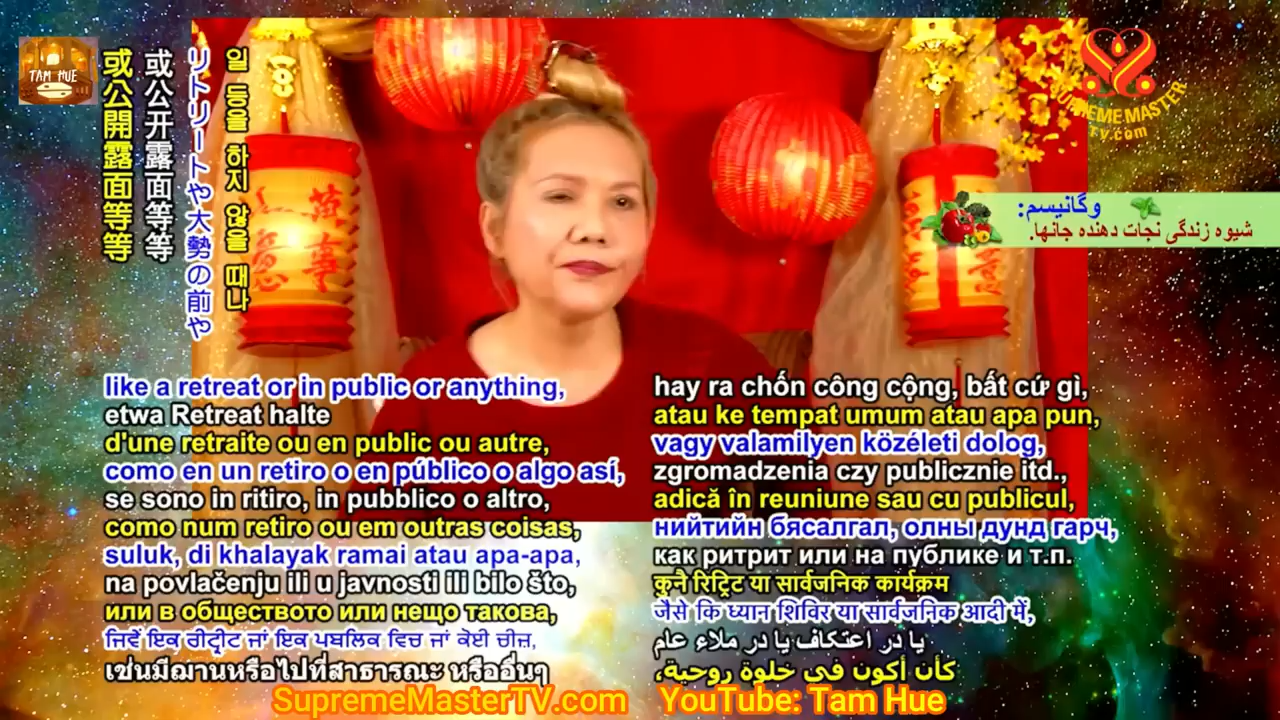 TAM HUE
或公開露面等等
或公开露面等等
リトリートや大勢の前や
일 등을 하지 않을 때나
SUPREME MASTER
TV.com
وگانیسم:
شیوه زندگی نجات دهنده جانها.
like a retreat or in public or anything,
etwa Retreat halte
d'une retraite ou en public ou autre,
como en un retiro o en público o algo así,
se sono in ritiro, in pubblico o altro,
como num retiro ou em outras coisas,
suluk, di khalayak ramai atau apa-apa,
na povlačenju ili u javnosti ili bilo što,
или в обществото или нещо такова,
ਜਿਵੇਂ ਇਕ ਰੀਟ੍ਰੀਟ ਜਾਂ ਇਕ ਪਬਲਿਕ ਵਿਚ ਜਾਂ ਕੋਈ ਚੀਜ਼,
เช่นมีฌานหรือไปที่สาธารณะ หรืออื่นๆ
hay ra chốn công cộng, bất cứ gì,
atau ke tempat umum atau apa pun,
vagy valamilyen közéleti dolog,
zgromadzenia czy publicznie itd.,
adică în reuniune sau cu publicul,
нийтийн бясалгал, олны дунд гарч,
как ритрит или на публике и т.п.
कुनै रिट्रिट या सार्वजनिक कार्यक्रम
जैसे कि ध्यान शिविर या सार्वजनिक आदी में,
یا در اعتکاف یا در ملاء عام
كأن أكون في خلوة روحية،
SupremeMasterTV.com
YouTube: Tam Hue